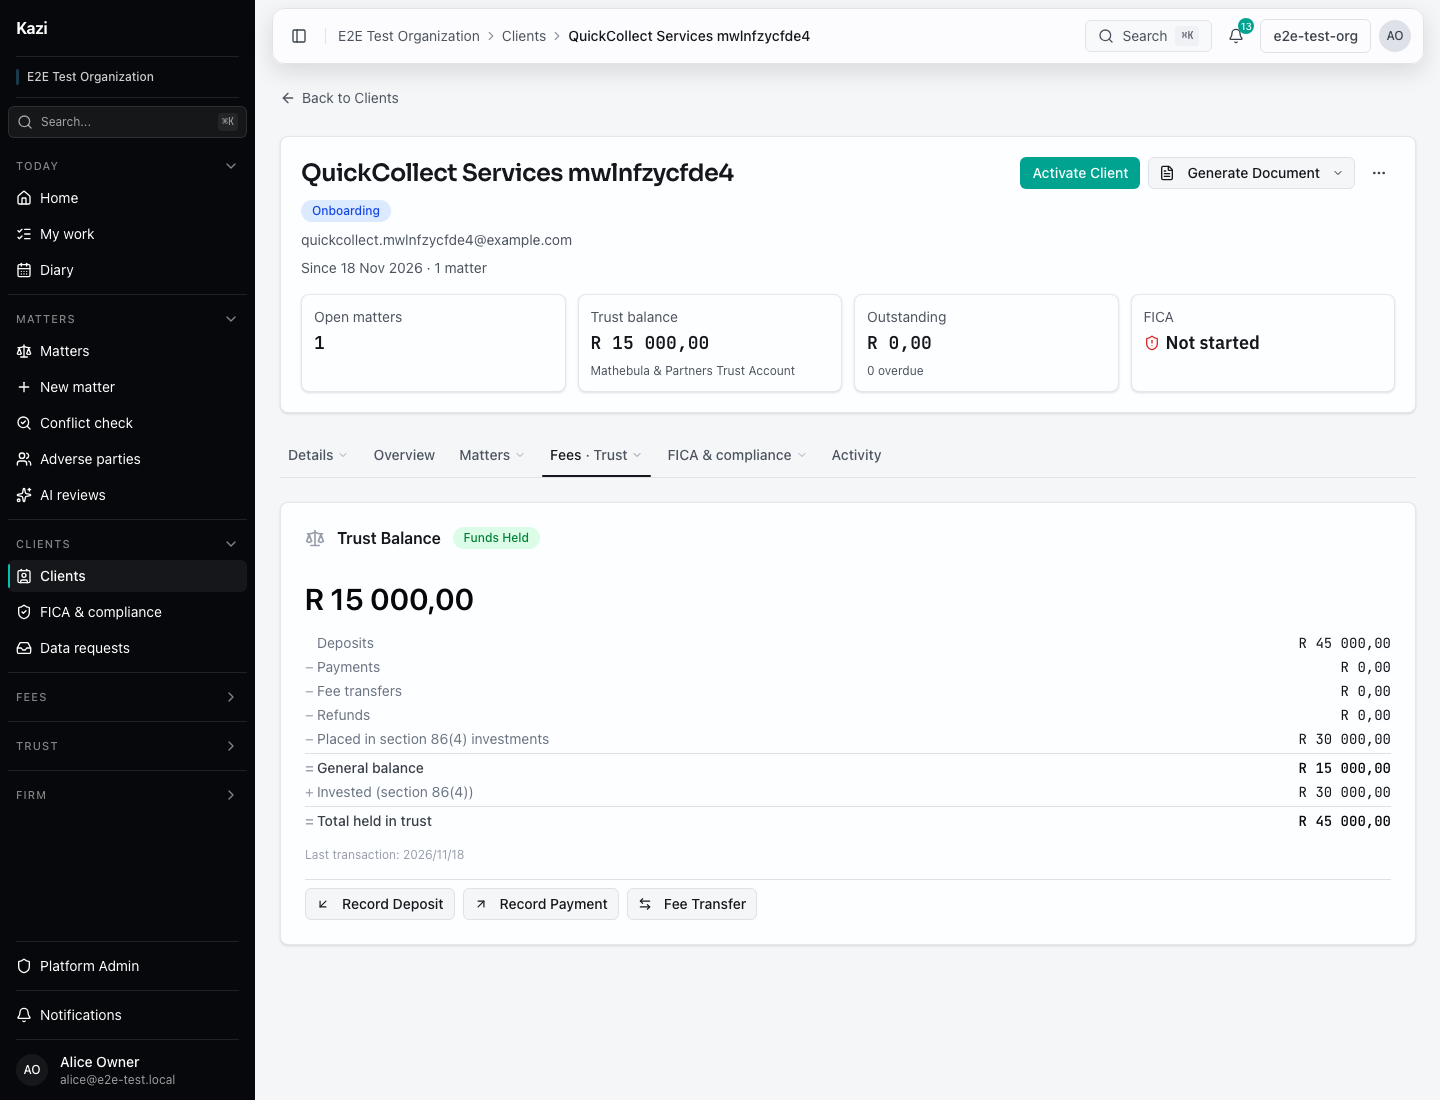 Kazi
E2E Test Organization
Search... ⌘K
TODAY
Home
My work
Diary
MATTERS
Matters
New matter
Conflict check
Adverse parties
AI reviews
CLIENTS
Clients
FICA & compliance
Data requests
FEES
TRUST
FIRM
Platform Admin
Notifications
AO
Alice Owner
alice@e2e-test.local
E2E Test Organization > Clients > QuickCollect Services mwlnfzycfde4
Search ⌘K
13
e2e-test-org
AO
Back to Clients
QuickCollect Services mwlnfzycfde4
Activate Client
Generate Document
Onboarding
quickcollect.mwlnfzycfde4@example.com
Since 18 Nov 2026 · 1 matter
Open matters
1
Trust balance
R 15 000,00
Mathebula & Partners Trust Account
Outstanding
R 0,00
0 overdue
FICA
Not started
Details
Overview
Matters
Fees · Trust
FICA & compliance
Activity
Trust Balance
Funds Held
R 15 000,00
Deposits R 45 000,00
– Payments R 0,00
– Fee transfers R 0,00
– Refunds R 0,00
– Placed in section 86(4) investments R 30 000,00
= General balance R 15 000,00
+ Invested (section 86(4)) R 30 000,00
= Total held in trust R 45 000,00
Last transaction: 2026/11/18
Record Deposit
Record Payment
Fee Transfer